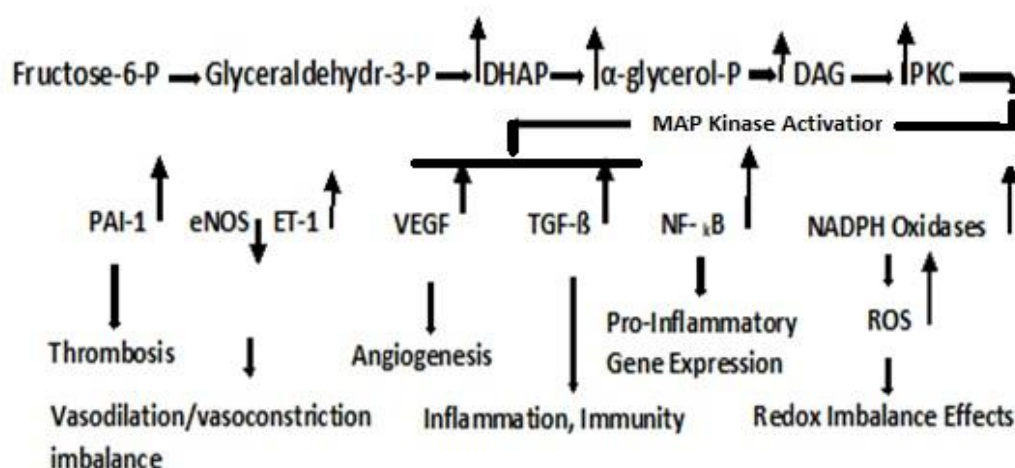 Fructose-6-P Glyceraldehydr-3-P DHAP α-glycerol-P DAG PKC
MAP Kinase Activatior
PAI-1 eNOS ET-1 VEGF TGF-ß NF-κB NADPH Oxidases
ROS
Pro-Inflammatory
Gene Expression
Thrombosis
Angiogenesis
Vasodilation/vasoconstriction
imbalance
Inflammation, Immunity
Redox Imbalance Effects